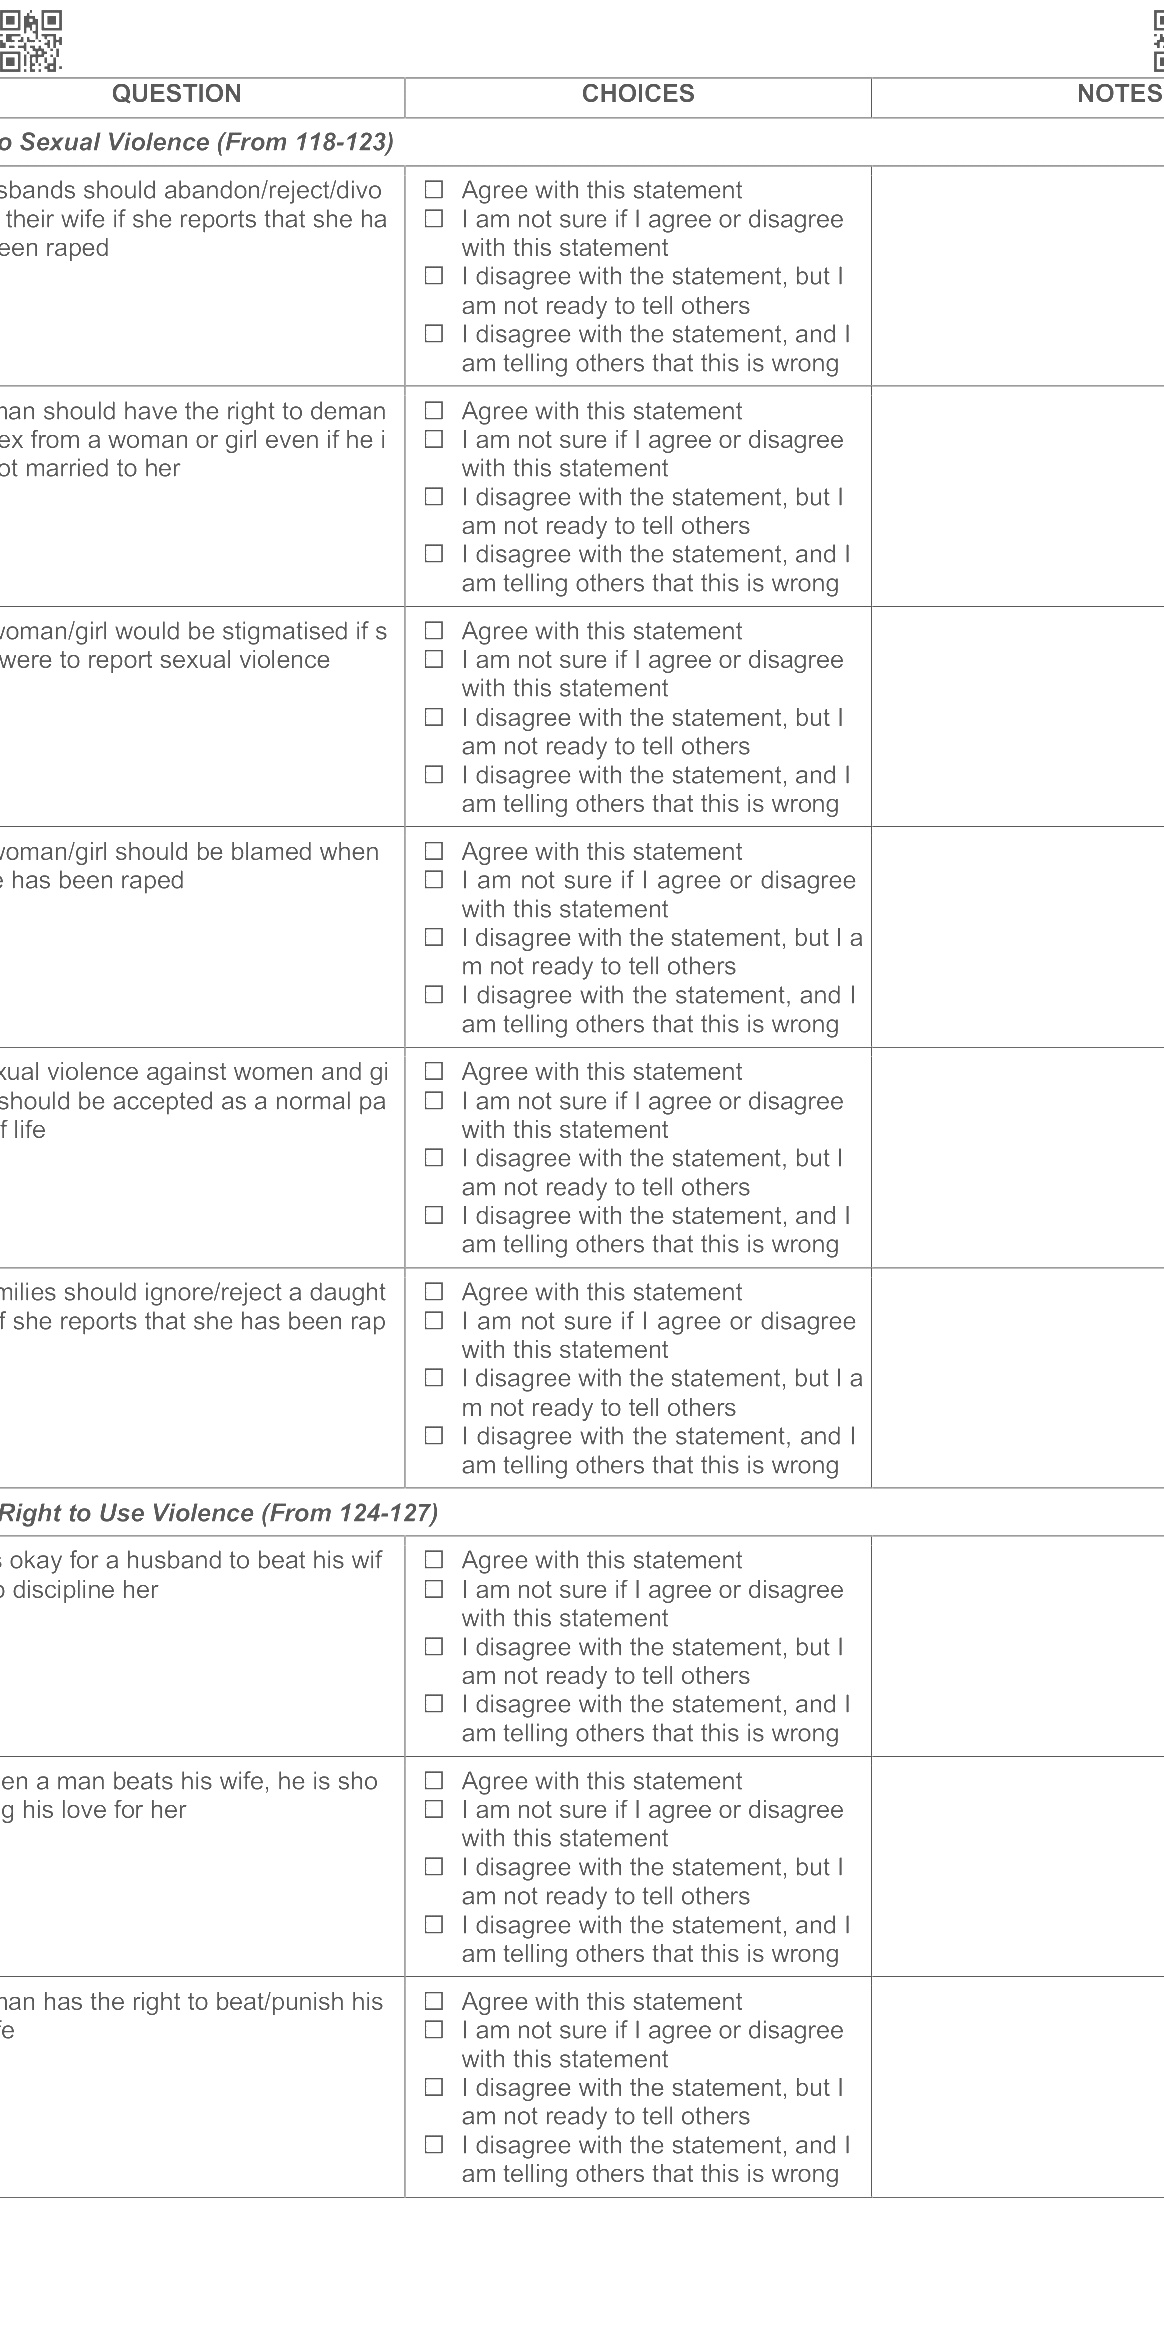 QUESTION
CHOICES
NOTES
o Sexual Violence (From 118-123)
sbands should abandon/reject/divo
their wife if she reports that she ha
een raped
☐ Agree with this statement
☐ I am not sure if I agree or disagree
with this statement
☐ I disagree with the statement, but I
am not ready to tell others
☐ I disagree with the statement, and I
am telling others that this is wrong
nan should have the right to deman
ex from a woman or girl even if he i
ot married to her
☐ Agree with this statement
☐ I am not sure if I agree or disagree
with this statement
☐ I disagree with the statement, but I
am not ready to tell others
☐ I disagree with the statement, and I
am telling others that this is wrong
woman/girl would be stigmatised if s
were to report sexual violence
☐ Agree with this statement
☐ I am not sure if I agree or disagree
with this statement
☐ I disagree with the statement, but I
am not ready to tell others
☐ I disagree with the statement, and I
am telling others that this is wrong
woman/girl should be blamed when
e has been raped
☐ Agree with this statement
☐ I am not sure if I agree or disagree
with this statement
☐ I disagree with the statement, but I a
m not ready to tell others
☐ I disagree with the statement, and I
am telling others that this is wrong
xual violence against women and gi
should be accepted as a normal pa
f life
☐ Agree with this statement
☐ I am not sure if I agree or disagree
with this statement
☐ I disagree with the statement, but I
am not ready to tell others
☐ I disagree with the statement, and I
am telling others that this is wrong
milies should ignore/reject a daught
f she reports that she has been rap
☐ Agree with this statement
☐ I am not sure if I agree or disagree
with this statement
☐ I disagree with the statement, but I a
m not ready to tell others
☐ I disagree with the statement, and I
am telling others that this is wrong
Right to Use Violence (From 124-127)
s okay for a husband to beat his wif
o discipline her
☐ Agree with this statement
☐ I am not sure if I agree or disagree
with this statement
☐ I disagree with the statement, but I
am not ready to tell others
☐ I disagree with the statement, and I
am telling others that this is wrong
en a man beats his wife, he is sho
g his love for her
☐ Agree with this statement
☐ I am not sure if I agree or disagree
with this statement
☐ I disagree with the statement, but I
am not ready to tell others
☐ I disagree with the statement, and I
am telling others that this is wrong
nan has the right to beat/punish his
fe
☐ Agree with this statement
☐ I am not sure if I agree or disagree
with this statement
☐ I disagree with the statement, but I
am not ready to tell others
☐ I disagree with the statement, and I
am telling others that this is wrong